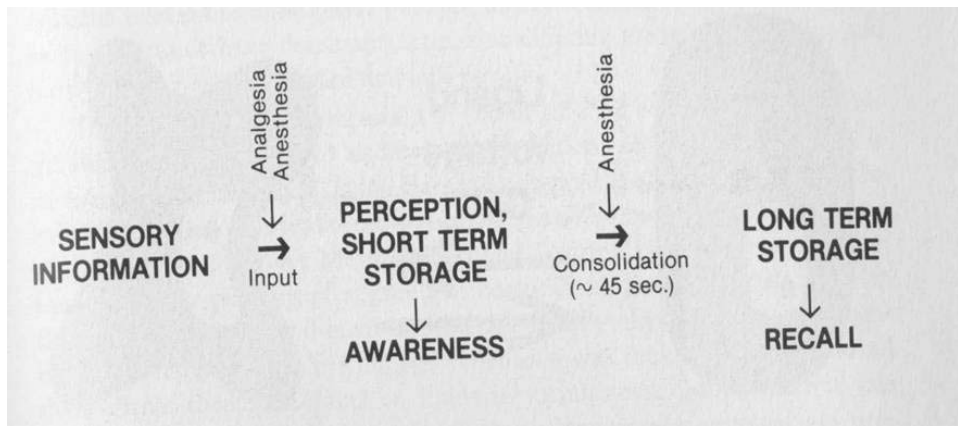 Analgesia
Anesthesia
Anesthesia
SENSORY
INFORMATION
Input
PERCEPTION,
SHORT TERM
STORAGE
AWARENESS
Consolidation
(~ 45 sec.)
LONG TERM
STORAGE
RECALL